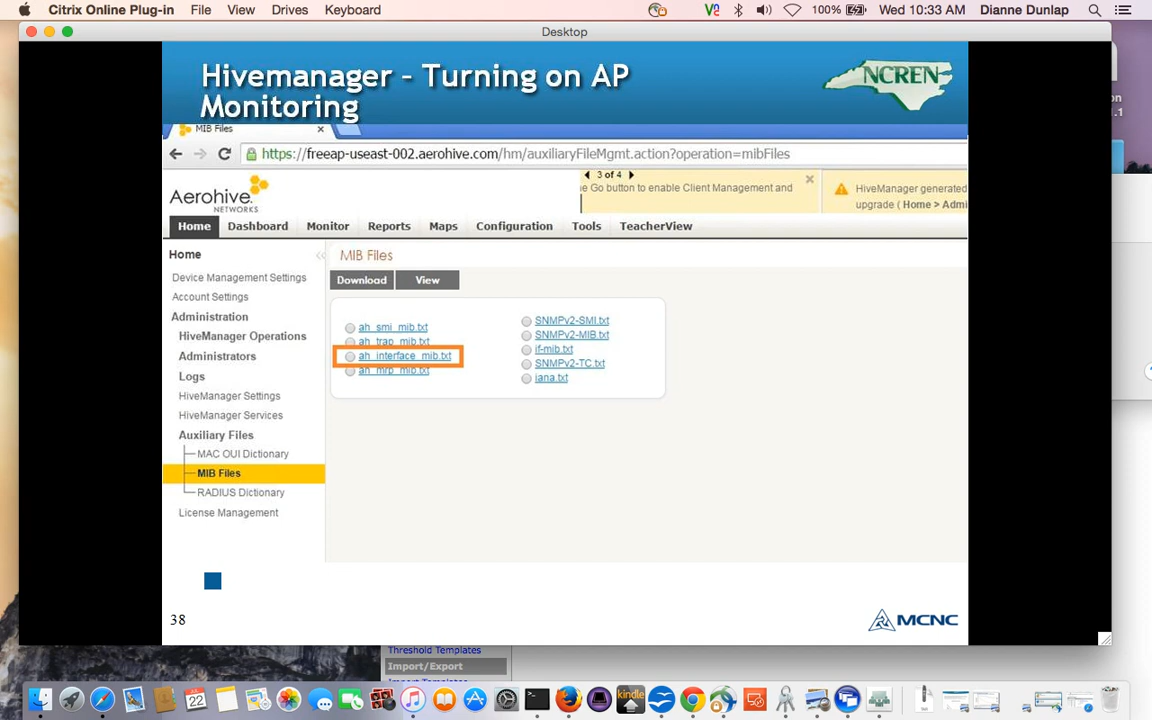 Citrix Online Plug-in File View Drives Keyboard 100% Wed 10:33 AM Dianne Dunlap
Desktop
Hivemanager - Turning on AP
Monitoring
NCREN
MIB Files
https://freeap-useast-002.aerohive.com/hm/auxiliaryFileMgmt.action?operation=mibFiles
3 of 4
Aerohive
NETWORKS
e Go button to enable Client Management and
HiveManager generated
upgrade ( Home > Admi
Home Dashboard Monitor Reports Maps Configuration Tools TeacherView
Home
MIB Files
Device Management Settings
Download View
Account Settings
Administration
HiveManager Operations
Administrators
Logs
HiveManager Settings
HiveManager Services
Auxiliary Files
MAC OUI Dictionary
MIB Files
RADIUS Dictionary
License Management
ah_smi_mib.txt
ah_trap_mib.txt
ah_interface_mib.txt
ah_mrp_mib.txt
SNMPv2-SMI.txt
SNMPv2-MIB.txt
if-mib.txt
SNMPv2-TC.txt
iana.txt
38
MCNC
Threshold Templates
Import/Export
on
.1
22
kindle